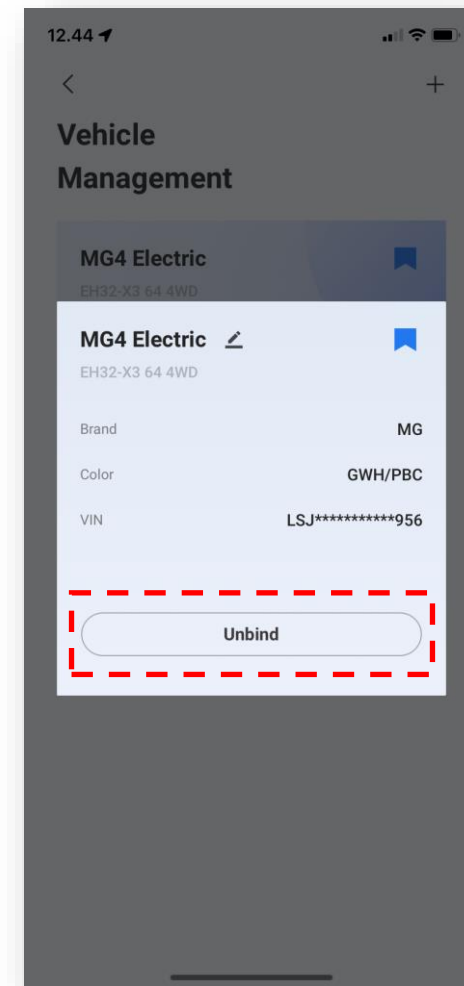 12.44
Vehicle
Management
MG4 Electric
EH32-X3 64 4WD
MG4 Electric
EH32-X3 64 4WD
Brand MG
Color GWH/PBC
VIN LSJ***********956
Unbind